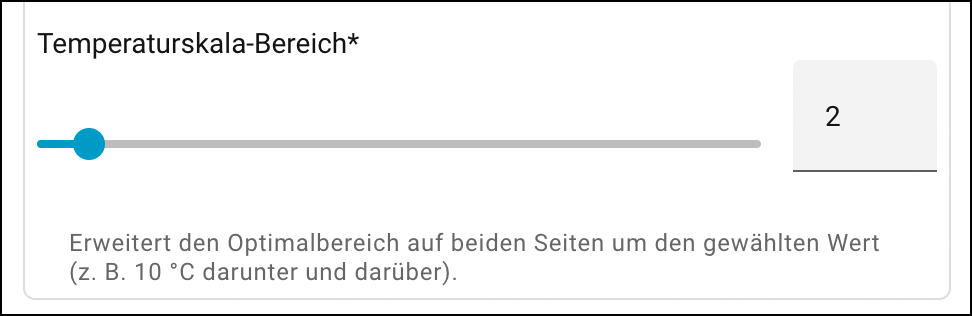 Temperaturskala-Bereich*
2
Erweitert den Optimalbereich auf beiden Seiten um den gewählten Wert
(z. B. 10 °C darunter und darüber).